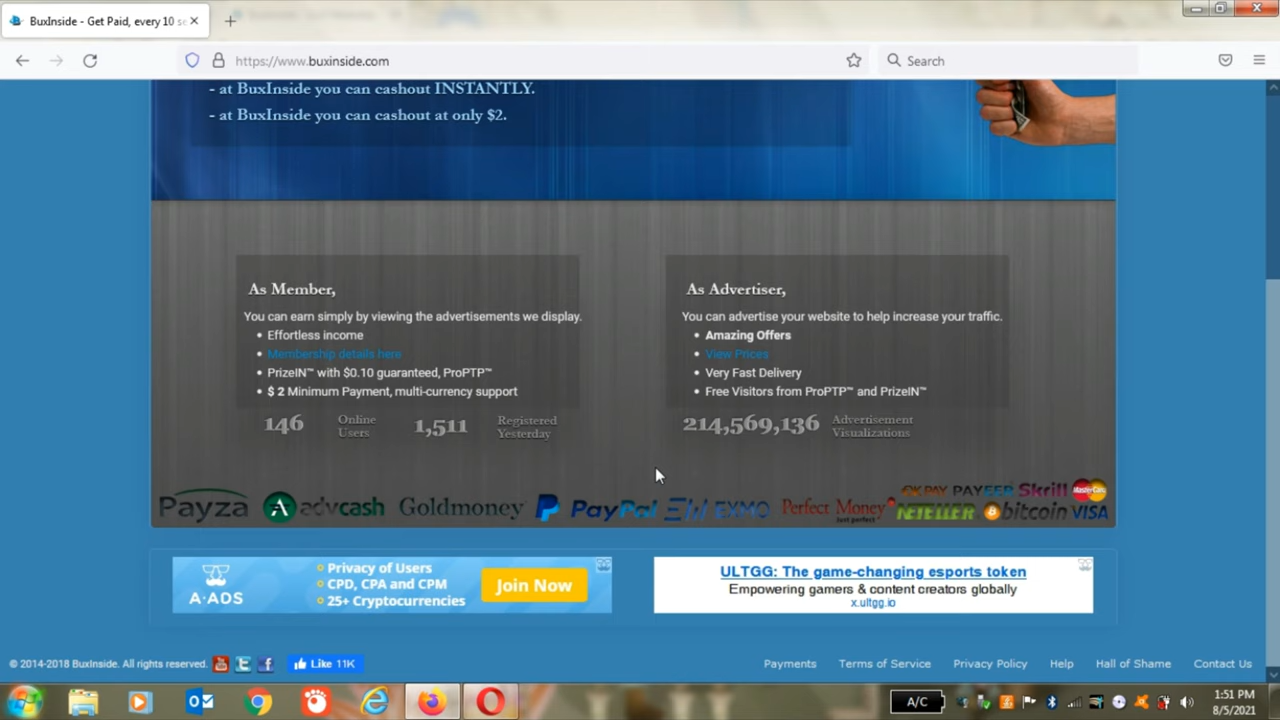 BuxInside - Get Paid, every 10 se
https://www.buxinside.com
Search
- at BuxInside you can cashout INSTANTLY.
- at BuxInside you can cashout at only $2.
As Member,
You can earn simply by viewing the advertisements we display.
• Effortless income
• Membership details here
• PrizeIN™ with $0.10 guaranteed, ProPTP™
• $ 2 Minimum Payment, multi-currency support
146 Online Users
1,511 Registered Yesterday
As Advertiser,
You can advertise your website to help increase your traffic.
• Amazing Offers
• View Prices
• Very Fast Delivery
• Free Visitors from ProPTP™ and PrizeIN™
214,569,136 Advertisement Visualizations
Payza advcash Goldmoney PayPal EXMO Perfect Money just perfect OKPAY PAYEER Skrill MasterCard
NETELLER bitcoin VISA
A-ADS
Privacy of Users
CPD, CPA and CPM
25+ Cryptocurrencies
Join Now
ULTGG: The game-changing esports token
Empowering gamers & content creators globally
x.ultgg.io
© 2014-2018 BuxInside. All rights reserved. Like 11K
Payments Terms of Service Privacy Policy Help Hall of Shame Contact Us
A/C
1:51 PM
8/5/2021